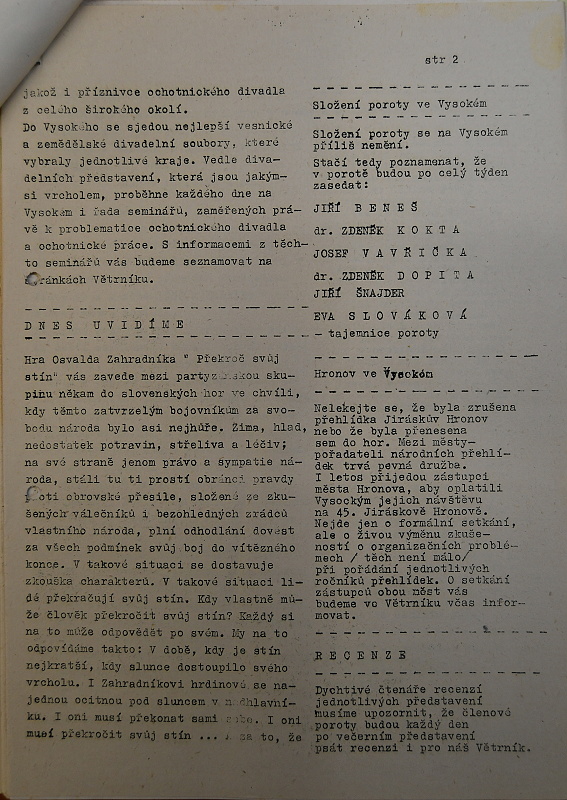 str 2
jakož i příznivce ochotnického divadla
z celého širokého okolí.
Do Vysokého se sjedou nejlepší vesnické
a zemědělské divadelní soubory, které
vybraly jednotlivé kraje. Vedle diva-
delních představení, která jsou jakým-
si vrcholem, proběhne každého dne na
Vysokém i řada seminářů, zaměřených prá-
vě k problematice ochotnického divadla
a ochotnické práce. S informacemi z těch-
to seminářů vás budeme seznamovat na
stránkách Větrníku.
D N E S  U V I D Í M E
Hra Osvalda Zahradníka " Překroč svůj
stín" vás zavede mezi partyzánskou sku-
pinu někam do slovenských hor ve chvíli,
kdy těmto zatvrzelým bojovníkům za svo-
bodu národa bylo asi nejhůře. Zima, hlad,
nedostatek potravin, střeliva a léčiv;
na své straně jenom právo a sympatie ná-
roda, stáli tu ti prostí obránci pravdy
proti obrovské přesile, složené ze zku-
šených válečníků i bezohledných zrádců
vlastního národa, plní odhodlání dovést
za všech podmínek svůj boj do vítězného
konce. V takové situaci se dostavuje
zkouška charakterů. V takové situaci li-
dé překračují svůj stín. Kdy vlastně mů-
že člověk překročit svůj stín? Každý si
na to může odpovědět po svém. My na to
odpovídáme takto: V době, kdy je stín
nejkratší, kdy slunce dostoupilo svého
vrcholu. I Zahradníkovi hrdinové se na-
jednou ocitnou pod sluncem v nadhlavní-
ku. I oni musí překonat sami sebe. I oni
musí překročit svůj stín ... A za to, že
Složení poroty ve Vysokém
Složení poroty se na Vysokém
příliš nemění.
Stačí tedy poznamenat, že
v porotě budou po celý týden
zasedat:
JIŘÍ  B E N E Š
dr. ZDENĚK  K O K T A
JOSEF  V A V Ř I Č K A
dr. ZDENĚK  D O P I T A
JIŘÍ  ŠNAJDER
EVA  S L O V Á K O V Á
- tajemnice poroty
Hronov ve Vysokém
Nelekejte se, že byla zrušena
přehlídka Jiráskův Hronov
nebo že byla přenesena
sem do hor. Mezi městy-
pořadateli národních přehlí-
dek trvá pevná družba.
I letos přijedou zástupci
města Hronova, aby oplatili
Vysokým jejich návštěvu
na 45. Jiráskově Hronově.
Nejde jen o formální setkání,
ale o živou výměnu zkuše-
ností o organizačních problé-
mech / těch není málo/
při pořádání jednotlivých
ročníků přehlídek. O setkání
zástupců obou měst vás
budeme ve Větrníku včas infor-
movat.
R E C E N Z E
Dychtivé čtenáře recenzí
jednotlivých představení
musíme upozornit, že členové
poroty budou každý den
po večerním představení
psát recenzi i pro náš Větrník.